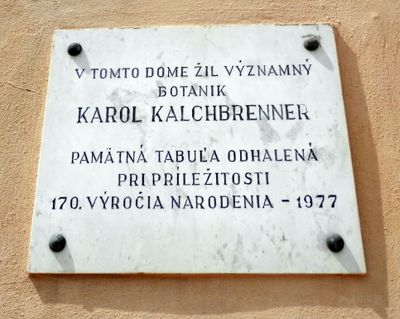 V TOMTO DOME ŽIL VÝZNAMNÝ
BOTANIK
KAROL KALCHBRENNER
PAMÄTNÁ TABUĽA ODHALENÁ
PRI PRÍLEŽITOSTI
170. VÝROČIA NARODENIA – 1977